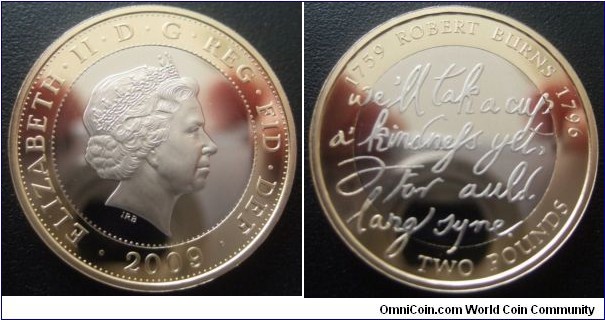 ELIZABETH · II · D · G · REG · FID · DEF
IRB
· 2009 ·
1759 ROBERT BURNS 1796
we'll tak a cup
a' kindness yet,
For auld
lang syne.
TWO POUNDS
OmniCoin.com World Coin Community